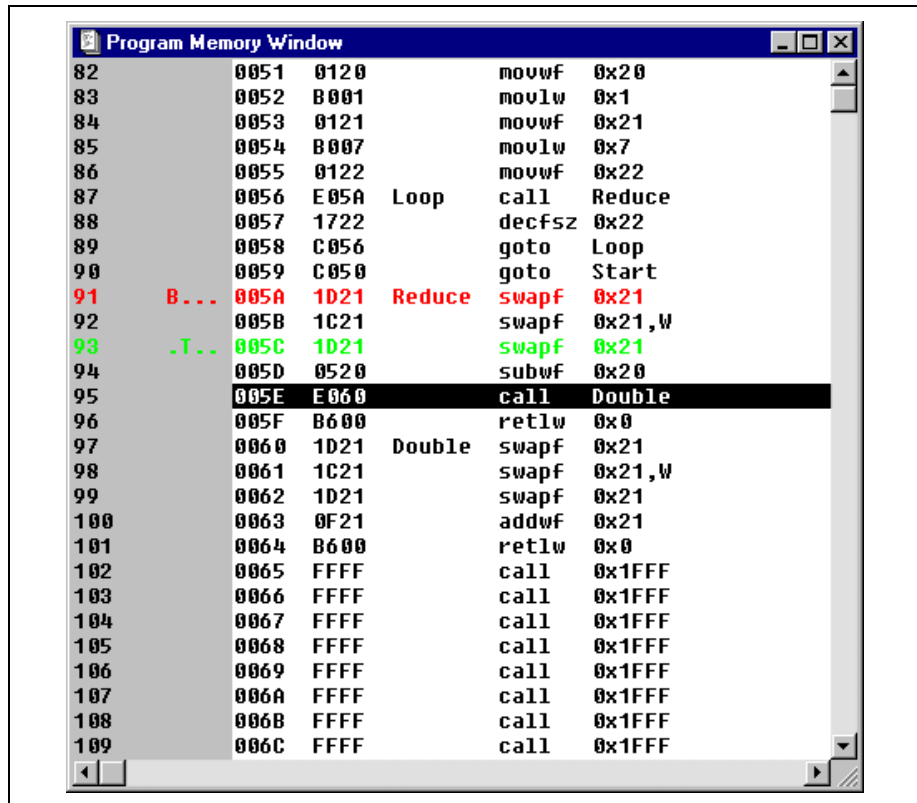 Program Memory Window
82 0051 0120 movwf 0x20
83 0052 B001 movlw 0x1
84 0053 0121 movwf 0x21
85 0054 B007 movlw 0x7
86 0055 0122 movwf 0x22
87 0056 E05A Loop call Reduce
88 0057 1722 decfsz 0x22
89 0058 C056 goto Loop
90 0059 C050 goto Start
91 B... 005A 1D21 Reduce swapf 0x21
92 005B 1C21 swapf 0x21,W
93 .T.. 005C 1D21 swapf 0x21
94 005D 0520 subwf 0x20
95 005E E060 call Double
96 005F B600 retlw 0x0
97 0060 1D21 Double swapf 0x21
98 0061 1C21 swapf 0x21,W
99 0062 1D21 swapf 0x21
100 0063 0F21 addwf 0x21
101 0064 B600 retlw 0x0
102 0065 FFFF call 0x1FFF
103 0066 FFFF call 0x1FFF
104 0067 FFFF call 0x1FFF
105 0068 FFFF call 0x1FFF
106 0069 FFFF call 0x1FFF
107 006A FFFF call 0x1FFF
108 006B FFFF call 0x1FFF
109 006C FFFF call 0x1FFF